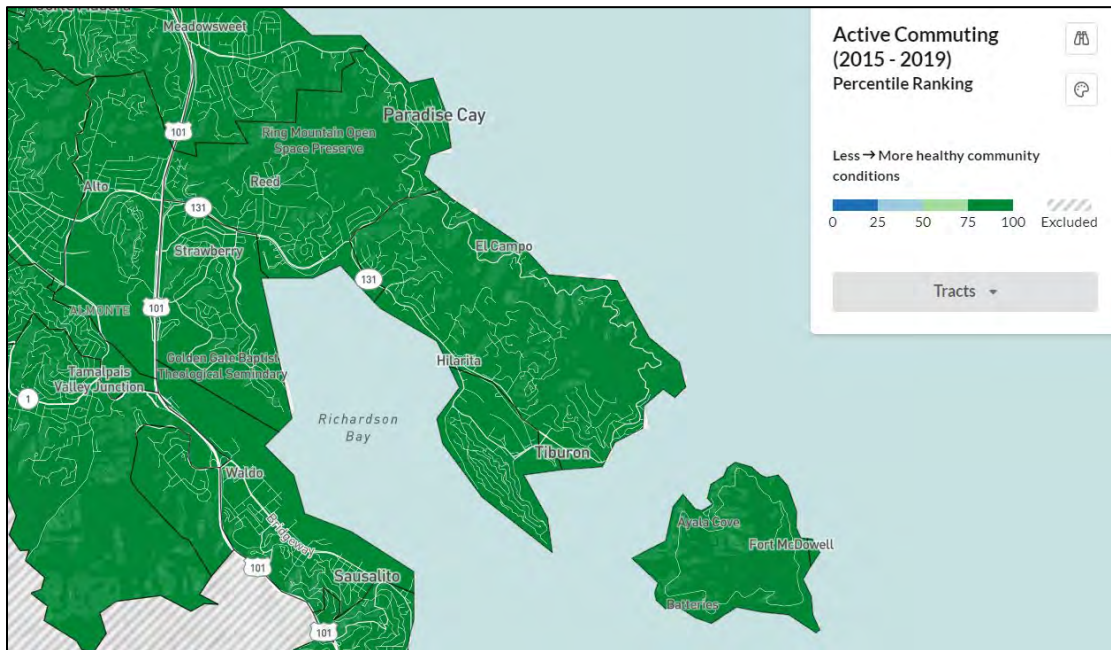 Corte Madera
Meadowsweet
101
Paradise Cay
Ring Mountain Open
Space Preserve
Alto
Reed
131
Strawberry
El Campo
131
ALMONTE
101
Golden Gate Baptist
Theological Semindary
Hilarita
Tamalpais
Valley Junction
1
Richardson
Bay
Tiburon
Waldo
Ayala Cove
Fort McDowell
Bridgeway
101
Sausalito
Batteries
101
Active Commuting
(2015 - 2019)
Percentile Ranking
Less → More healthy community
conditions
0 25 50 75 100 Excluded
Tracts